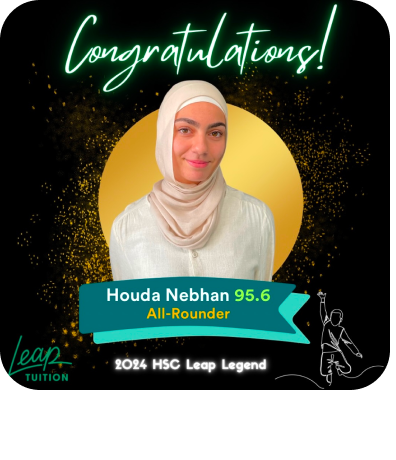 Congratulations!
Houda Nebhan 95.6
All-Rounder
2024 HSC Leap Legend
Leap
TUITION